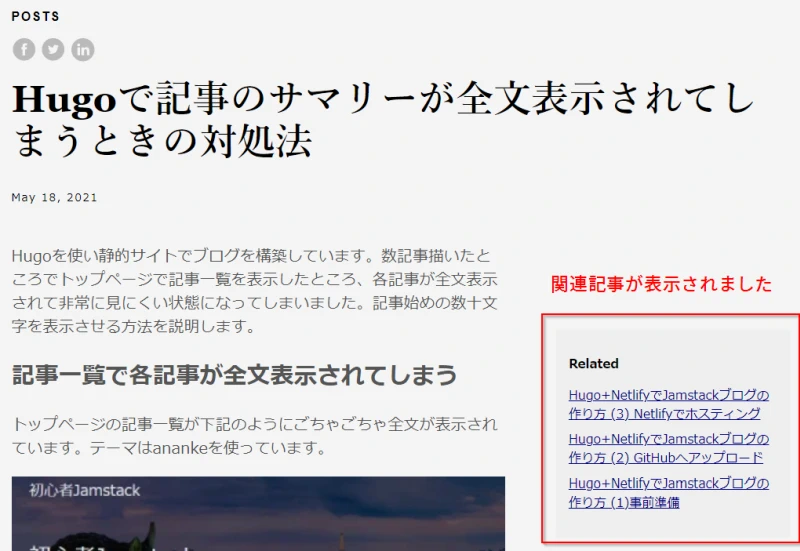 POSTS
Hugoで記事のサマリーが全文表示されてし
まうときの対処法
May 18, 2021
Hugoを使い静的サイトでブログを構築しています。数記事描いたと
ころでトップページで記事一覧を表示したところ、各記事が全文表示
されて非常に見にくい状態になってしまいました。記事始めの数十文
字を表示させる方法を説明します。
記事一覧で各記事が全文表示されてしまう
トップページの記事一覧が下記のようにごちゃごちゃ全文が表示され
ています。テーマはanankeを使っています。
初心者Jamstack
初心者Jamstack
関連記事が表示されました
Related
Hugo+NetlifyでJamstackブログの
作り方 (3) Netlifyでホスティング
Hugo+NetlifyでJamstackブログの
作り方 (2) GitHubへアップロード
Hugo+NetlifyでJamstackブログの
作り方 (1)事前準備